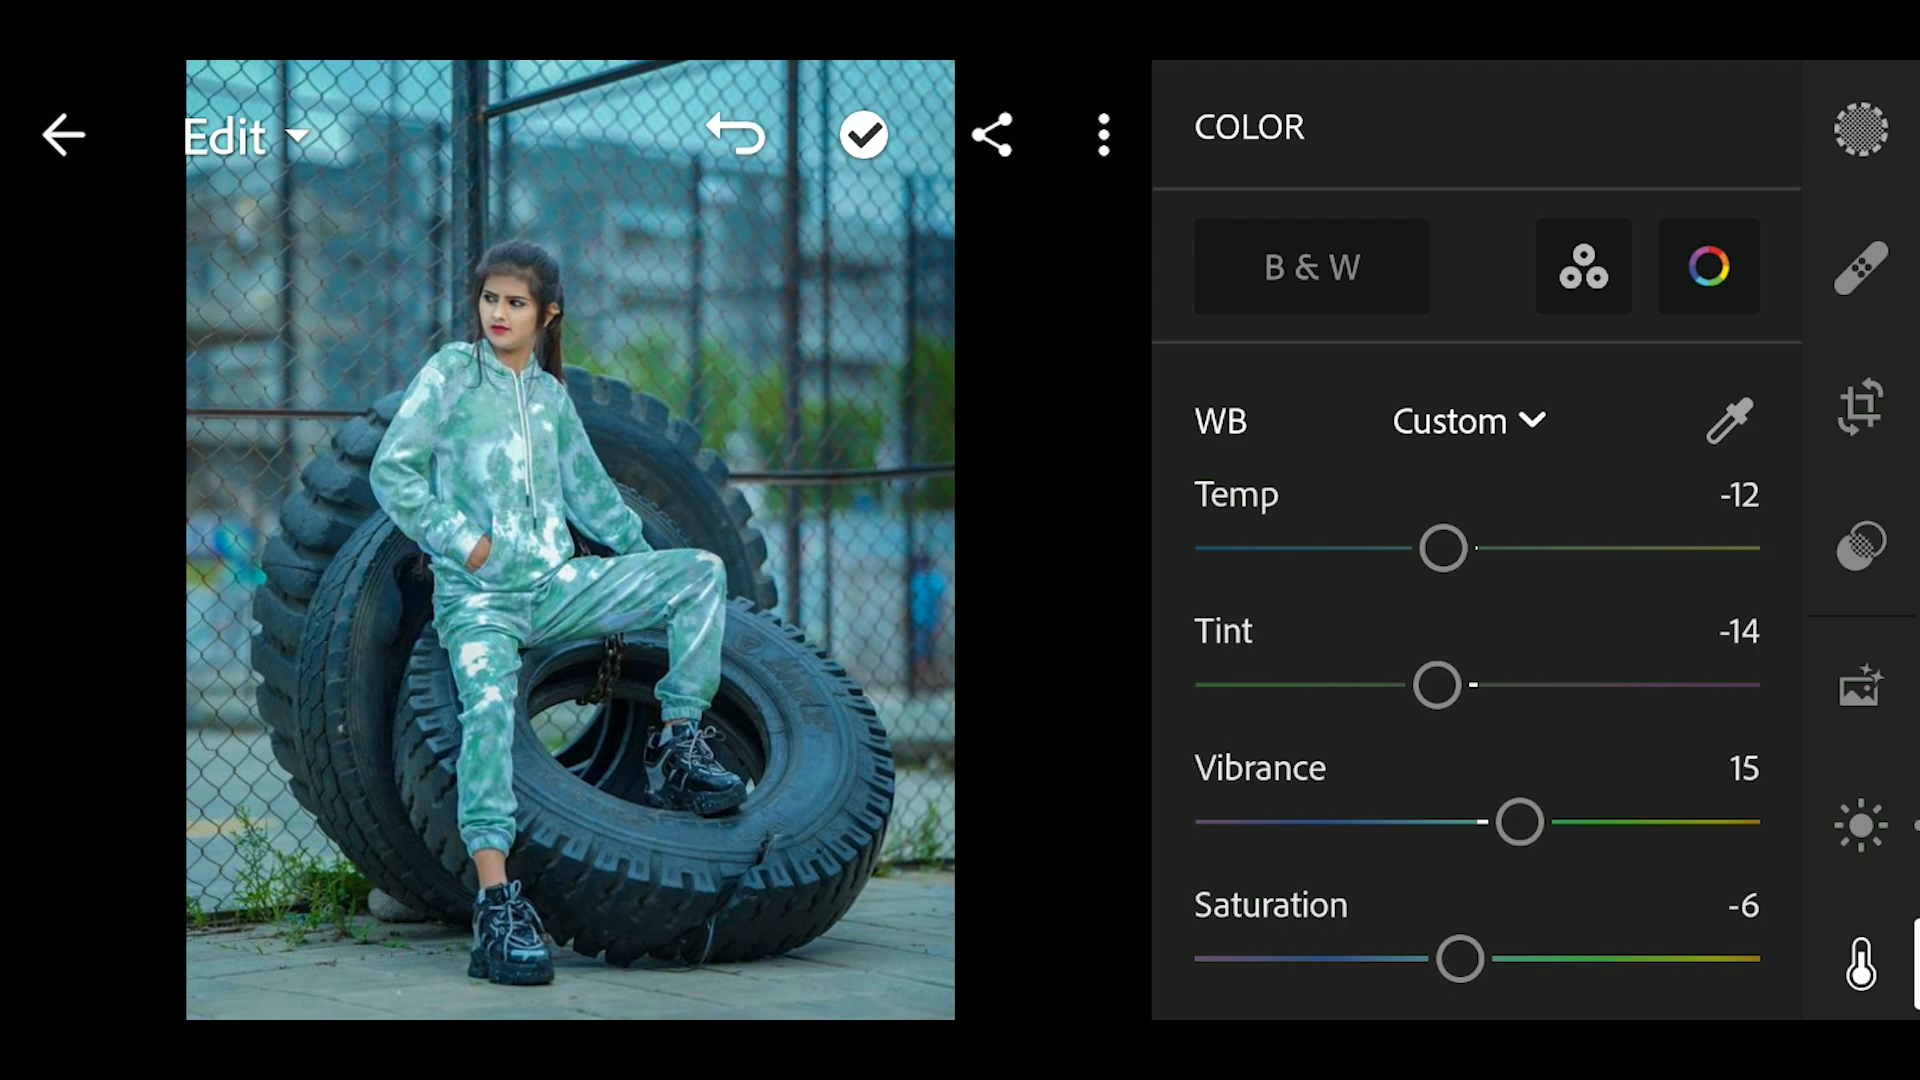 Edit
COLOR
B & W
WB Custom
Temp -12
Tint -14
Vibrance 15
Saturation -6